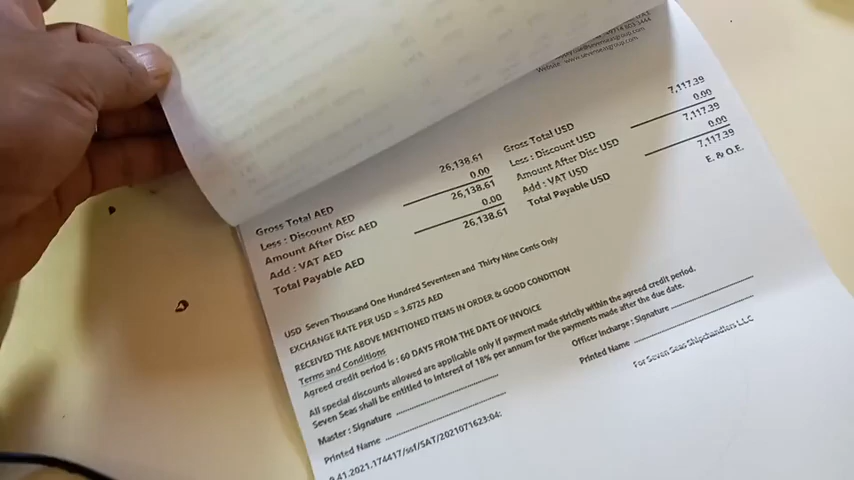 Website : www.sevenseasgroup.com
Gross Total AED 26,138.61 Gross Total USD 7,117.39
Less : Discount AED 0.00 Less : Discount USD 0.00
Amount After Disc AED 26,138.61 Amount After Disc USD 7,117.39
Add : VAT AED 0.00 Add : VAT USD 0.00
Total Payable AED 26,138.61 Total Payable USD 7,117.39
E. & O.E.
USD Seven Thousand One Hundred Seventeen and Thirty Nine Cents Only
EXCHANGE RATE PER USD = 3.6725 AED
RECEIVED THE ABOVE MENTIONED ITEMS IN ORDER & GOOD CONDITION
Terms and Conditions
Agreed credit period is : 60 DAYS FROM THE DATE OF INVOICE
All special discounts allowed are applicable only if payment made strictly within the agreed credit period.
Seven Seas shall be entitled to interest of 18% per annum for the payments made after the due date.
Master : Signature Officer Incharge : Signature
Printed Name Printed Name
For Seven Seas Shipchandlers LLC
9.41.2021.174417/ssf/SAT/2021071623:04: